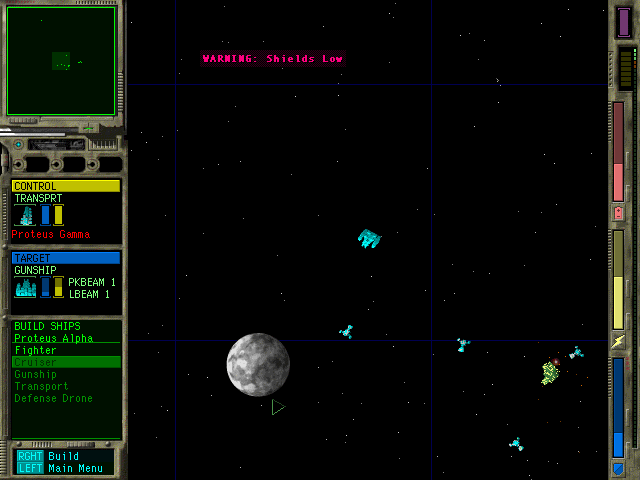 WARNING: Shields Low
CONTROL
TRANSPRT
Proteus Gamma
TARGET
GUNSHIP
PKBEAM 1
LBEAM 1
BUILD SHIPS
Proteus Alpha
Fighter
Cruiser
Gunship
Transport
Defense Drone
RGHT Build
LEFT Main Menu